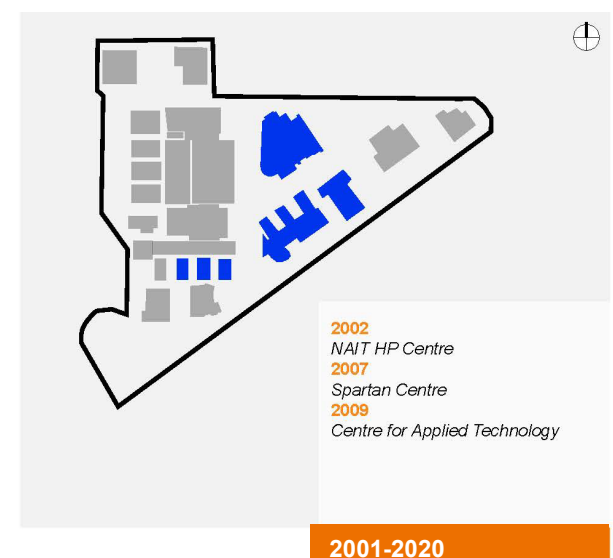 2002
NAIT HP Centre
2007
Spartan Centre
2009
Centre for Applied Technology
2001-2020